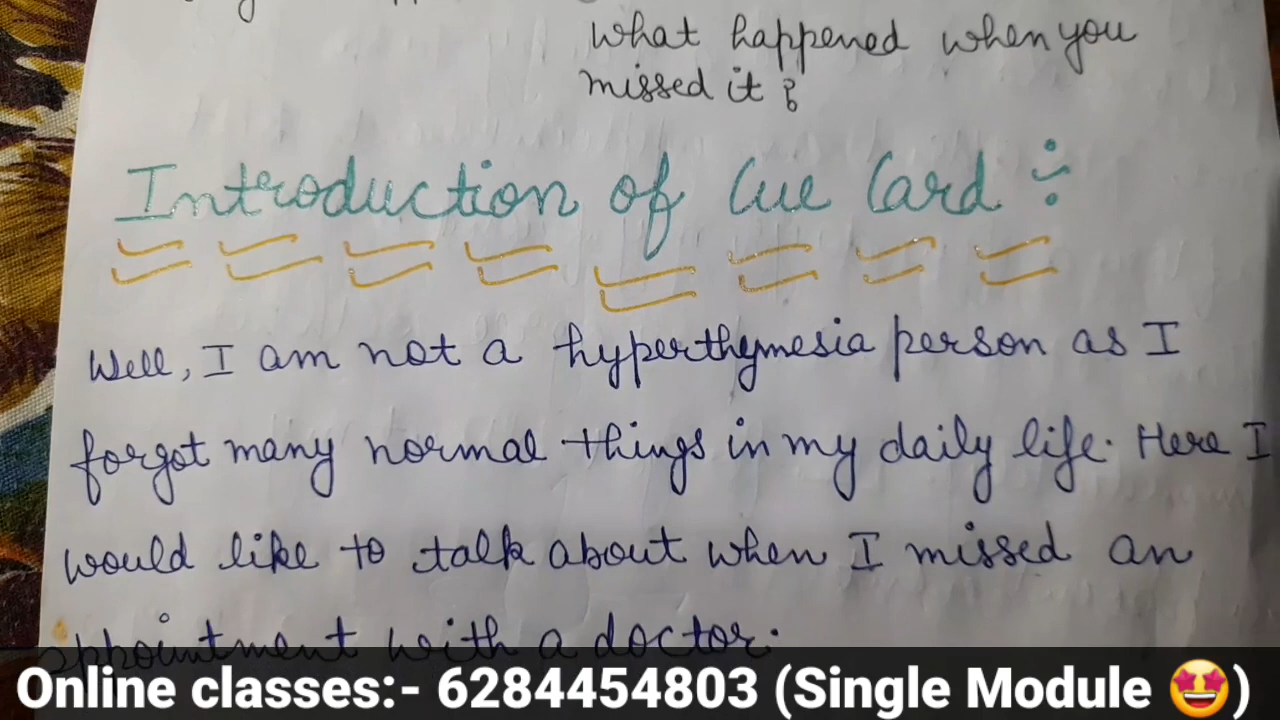 what happened when you
missed it ?
Introduction of Cue Card :-
Well, I am not a hyperthymesia person as I
forgot many normal things in my daily life. Here I
would like to talk about when I missed an
appointment with a doctor.
Online classes:- 6284454803 (Single Module 🤩)